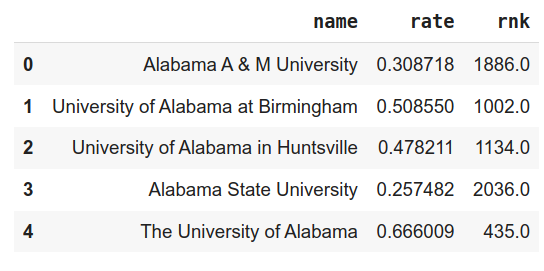 name rate rnk
0 Alabama A & M University 0.308718 1886.0
1 University of Alabama at Birmingham 0.508550 1002.0
2 University of Alabama in Huntsville 0.478211 1134.0
3 Alabama State University 0.257482 2036.0
4 The University of Alabama 0.666009 435.0